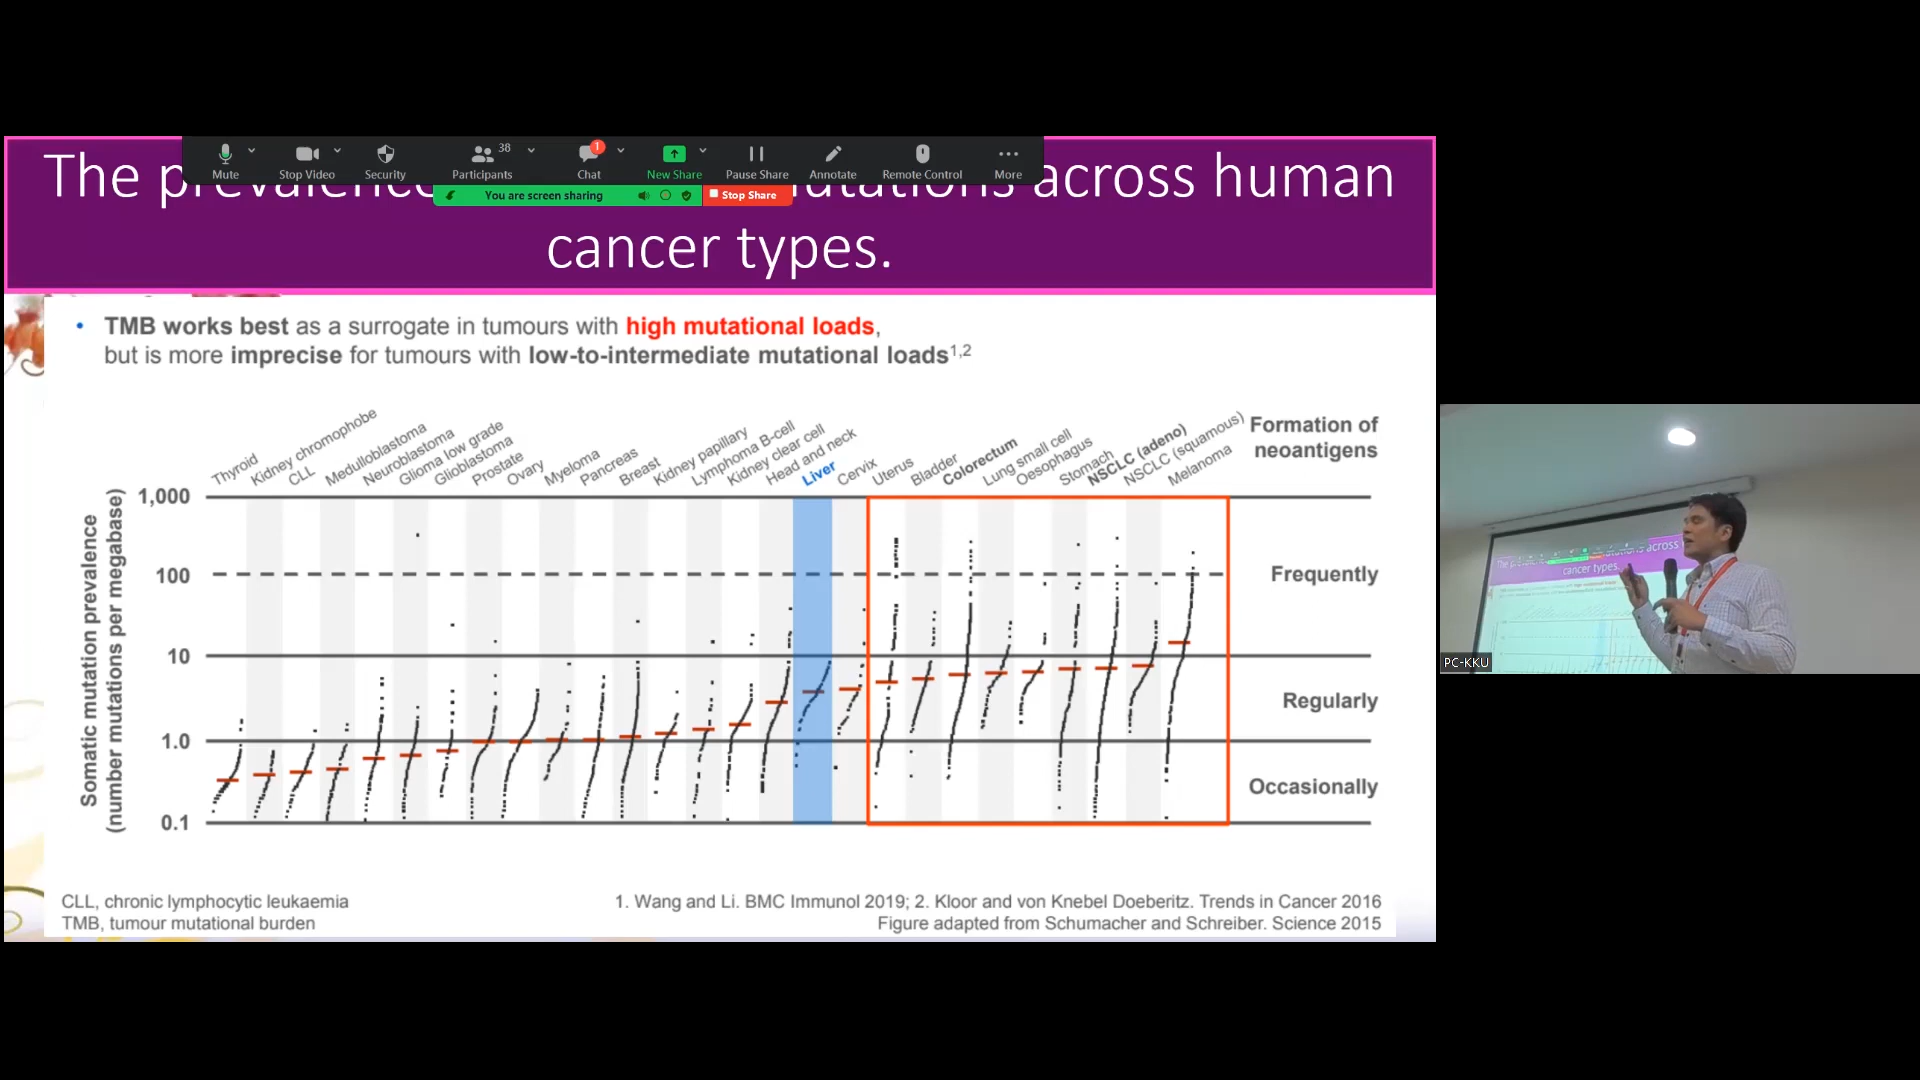 Mute
Stop Video
Security
Participants
38
Chat
1
New Share
Pause Share
Annotate
Remote Control
More
You are screen sharing
Stop Share
The prevalence
mutations across human
cancer types.
• TMB works best as a surrogate in tumours with high mutational loads,
but is more imprecise for tumours with low-to-intermediate mutational loads1,2
Thyroid
Kidney chromophobe
CLL
Medulloblastoma
Neuroblastoma
Glioma low grade
Glioblastoma
Prostate
Ovary
Myeloma
Pancreas
Breast
Kidney papillary
Lymphoma B-cell
Kidney clear cell
Head and neck
Liver
Cervix
Uterus
Bladder
Colorectum
Lung small cell
Oesophagus
Stomach
NSCLC (adeno)
NSCLC (squamous)
Melanoma
Formation of
neoantigens
Somatic mutation prevalence
(number mutations per megabase)
1,000
100
10
1.0
0.1
Frequently
Regularly
Occasionally
CLL, chronic lymphocytic leukaemia
TMB, tumour mutational burden
1. Wang and Li. BMC Immunol 2019; 2. Kloor and von Knebel Doeberitz. Trends in Cancer 2016
Figure adapted from Schumacher and Schreiber. Science 2015
cancer types.
PC-KKU